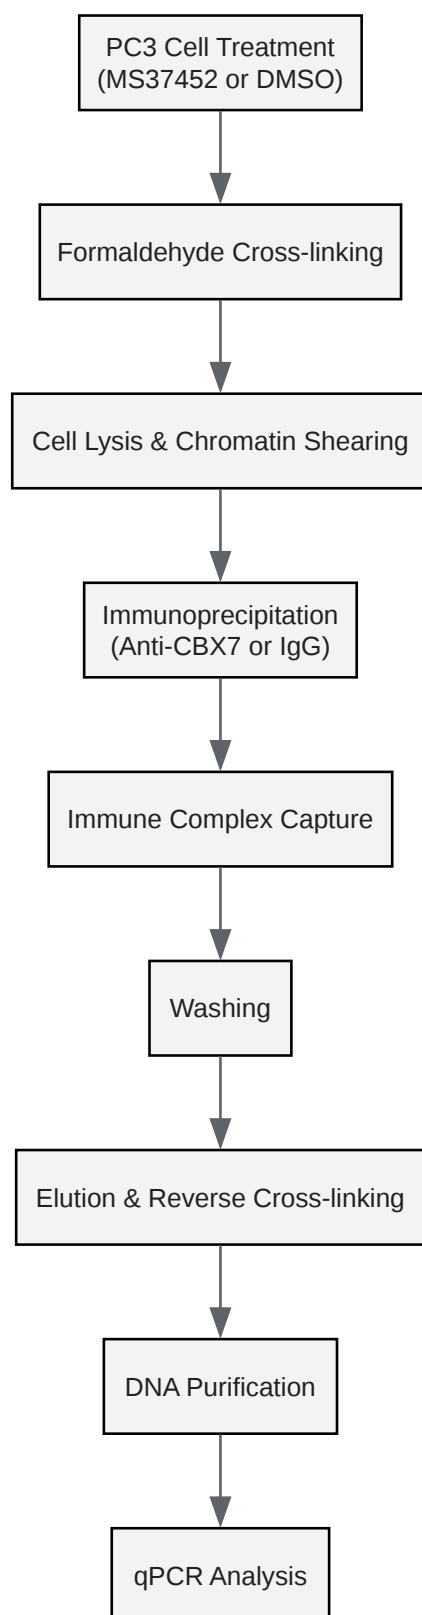 PC3 Cell Treatment
(MS37452 or DMSO)
Formaldehyde Cross-linking
Cell Lysis & Chromatin Shearing
Immunoprecipitation
(Anti-CBX7 or IgG)
Immune Complex Capture
Washing
Elution & Reverse Cross-linking
DNA Purification
qPCR Analysis